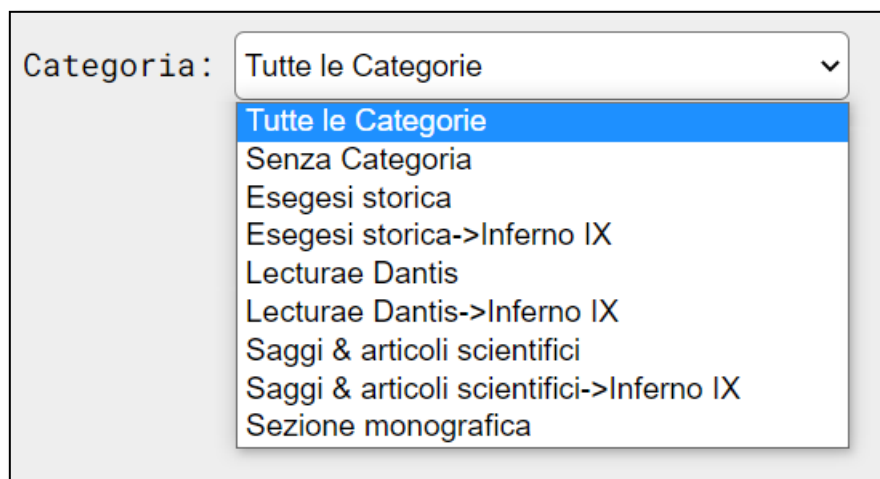 Categoria: Tutte le Categorie
Tutte le Categorie
Senza Categoria
Esegesi storica
Esegesi storica->Inferno IX
Lecturae Dantis
Lecturae Dantis->Inferno IX
Saggi & articoli scientifici
Saggi & articoli scientifici->Inferno IX
Sezione monografica